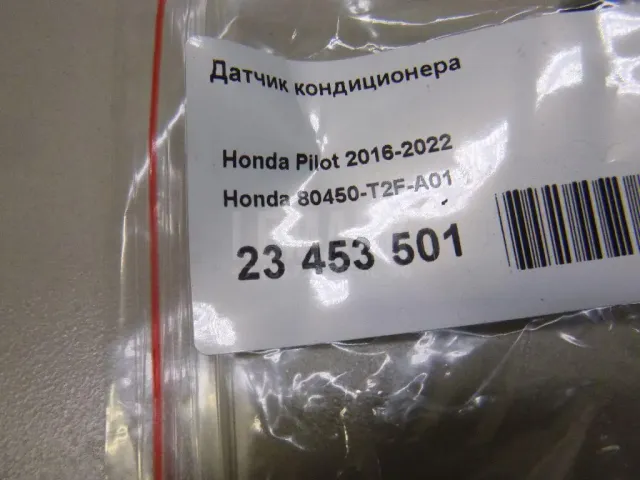 Датчик кондиционера
Honda Pilot 2016-2022
Honda 80450-T2F-A01
23 453 501